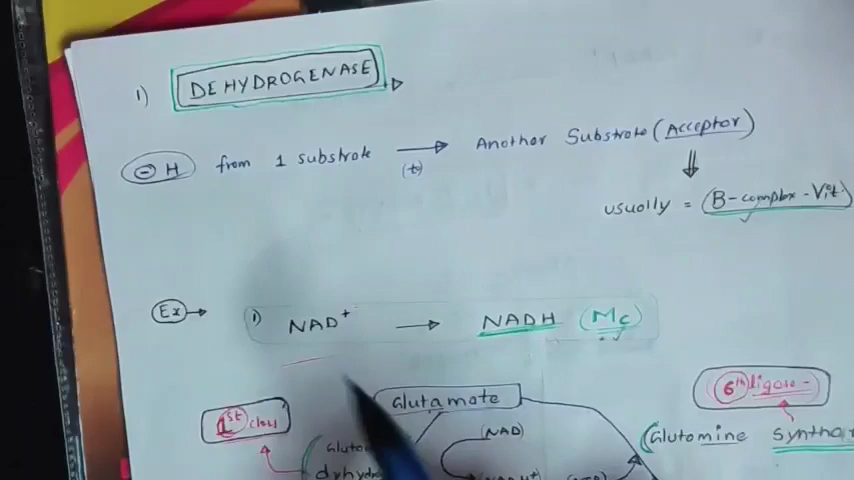 1) DEHYDROGENASE
⊖ H from 1 substrate (t) Another Substrate (Acceptor)
usually = (B-complex-Vit)
Ex 1) NAD+ → NADH (Mc)
6th ligase
Glutamate
1st class
(NAD)
Glutamine